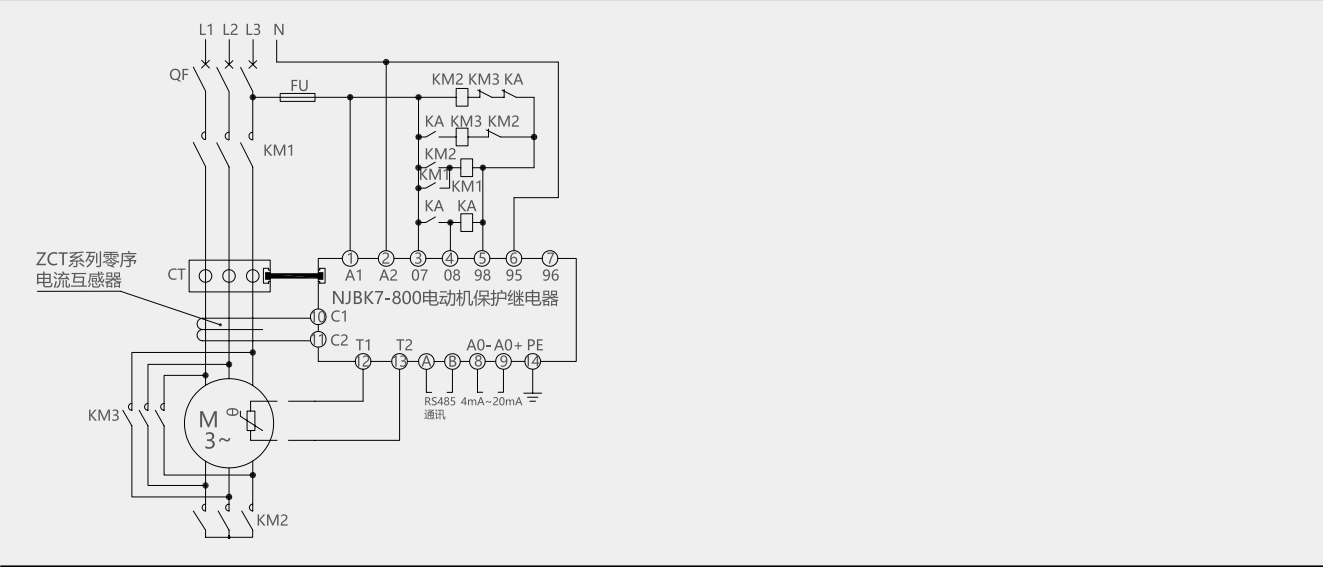 L1 L2 L3 N
QF
FU
KM2 KM3 KA
KA KM3 KM2
KM1
KM2
KM1
KM1
KA KA
ZCT系列零序
电流互感器
CT
1 2 3 4 5 6 7
A1 A2 07 08 98 95 96
NJBK7-800电动机保护继电器
10 C1
11 C2
T1 T2 A0- A0+ PE
12 13 A B 8 9 14
RS485 4mA~20mA
通讯
KM3
M
3~
θ
KM2